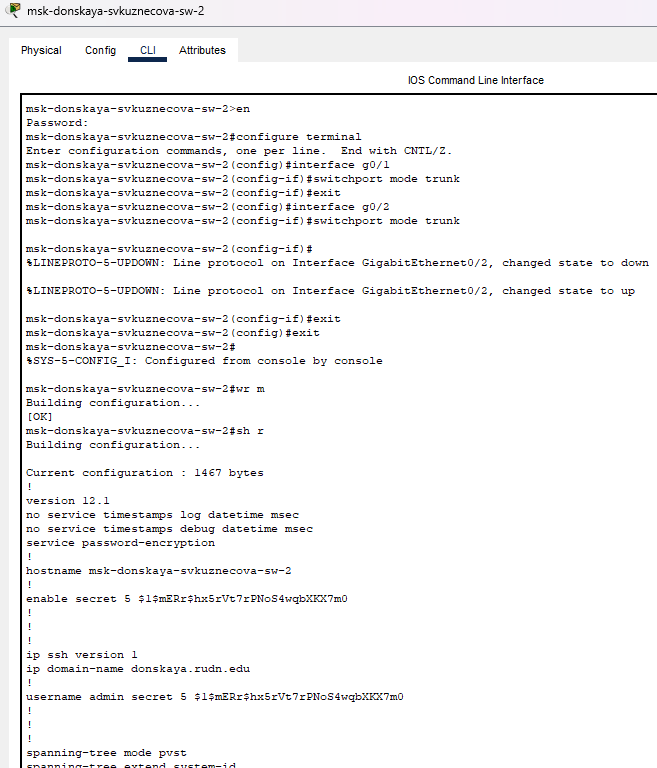 msk-donskaya-svkuznecova-sw-2
Physical Config CLI Attributes
IOS Command Line Interface
msk-donskaya-svkuznecova-sw-2>en
Password:
msk-donskaya-svkuznecova-sw-2#configure terminal
Enter configuration commands, one per line.  End with CNTL/Z.
msk-donskaya-svkuznecova-sw-2(config)#interface g0/1
msk-donskaya-svkuznecova-sw-2(config-if)#switchport mode trunk
msk-donskaya-svkuznecova-sw-2(config-if)#exit
msk-donskaya-svkuznecova-sw-2(config)#interface g0/2
msk-donskaya-svkuznecova-sw-2(config-if)#switchport mode trunk
msk-donskaya-svkuznecova-sw-2(config-if)#
%LINEPROTO-5-UPDOWN: Line protocol on Interface GigabitEthernet0/2, changed state to down
%LINEPROTO-5-UPDOWN: Line protocol on Interface GigabitEthernet0/2, changed state to up
msk-donskaya-svkuznecova-sw-2(config-if)#exit
msk-donskaya-svkuznecova-sw-2(config)#exit
msk-donskaya-svkuznecova-sw-2#
%SYS-5-CONFIG_I: Configured from console by console
msk-donskaya-svkuznecova-sw-2#wr m
Building configuration...
[OK]
msk-donskaya-svkuznecova-sw-2#sh r
Building configuration...
Current configuration : 1467 bytes
!
version 12.1
no service timestamps log datetime msec
no service timestamps debug datetime msec
service password-encryption
!
hostname msk-donskaya-svkuznecova-sw-2
!
enable secret 5 $1$mERr$hx5rVt7rPNoS4wqbXKX7m0
!
!
!
ip ssh version 1
ip domain-name donskaya.rudn.edu
!
username admin secret 5 $1$mERr$hx5rVt7rPNoS4wqbXKX7m0
!
!
!
spanning-tree mode pvst
spanning-tree extend system-id